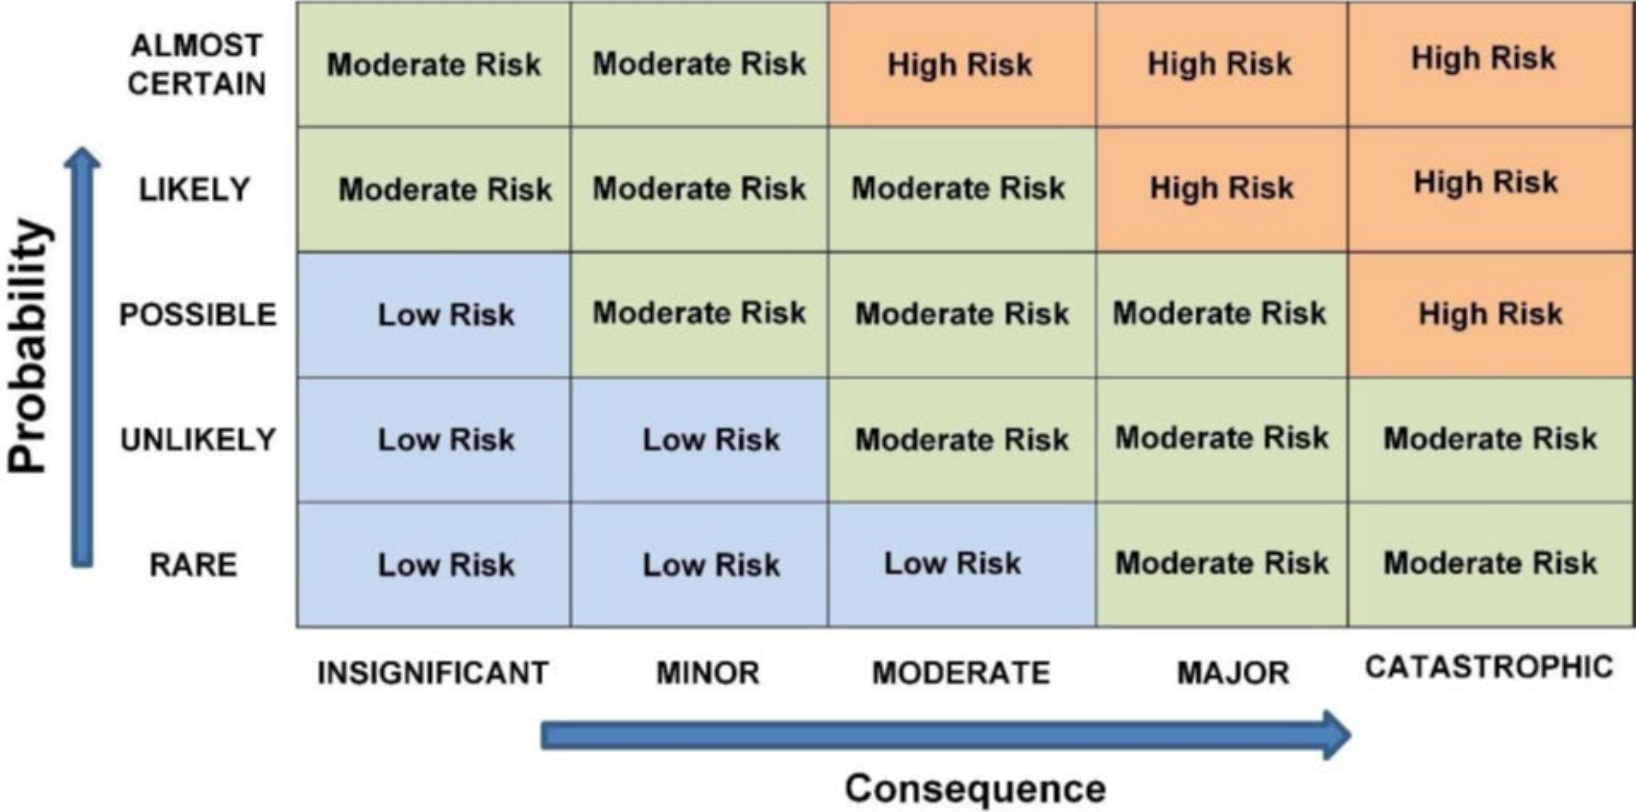 ALMOST
CERTAIN
Moderate Risk
Moderate Risk
High Risk
High Risk
High Risk
LIKELY
Moderate Risk
Moderate Risk
Moderate Risk
High Risk
High Risk
Probability
POSSIBLE
Low Risk
Moderate Risk
Moderate Risk
Moderate Risk
High Risk
UNLIKELY
Low Risk
Low Risk
Moderate Risk
Moderate Risk
Moderate Risk
RARE
Low Risk
Low Risk
Low Risk
Moderate Risk
Moderate Risk
INSIGNIFICANT
MINOR
MODERATE
MAJOR
CATASTROPHIC
Consequence